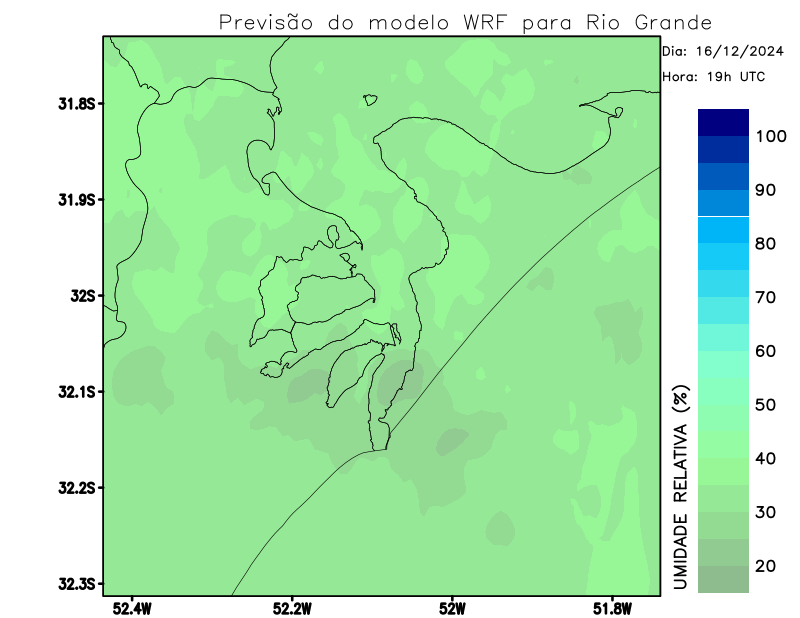 Previsão do modelo WRF para Rio Grande
Dia: 16/12/2024
Hora: 19h UTC
31.8S
31.9S
32S
32.1S
32.2S
32.3S
52.4W
52.2W
52W
51.8W
100
90
80
70
60
50
40
30
20
UMIDADE RELATIVA (%)